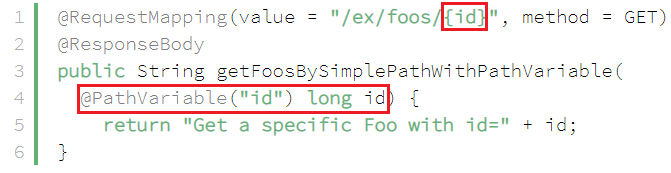 1 @RequestMapping(value = "/ex/foos/{id}", method = GET)
2 @ResponseBody
3 public String getFoosBySimplePathWithPathVariable(
4   @PathVariable("id") long id) {
5     return "Get a specific Foo with id=" + id;
6 }